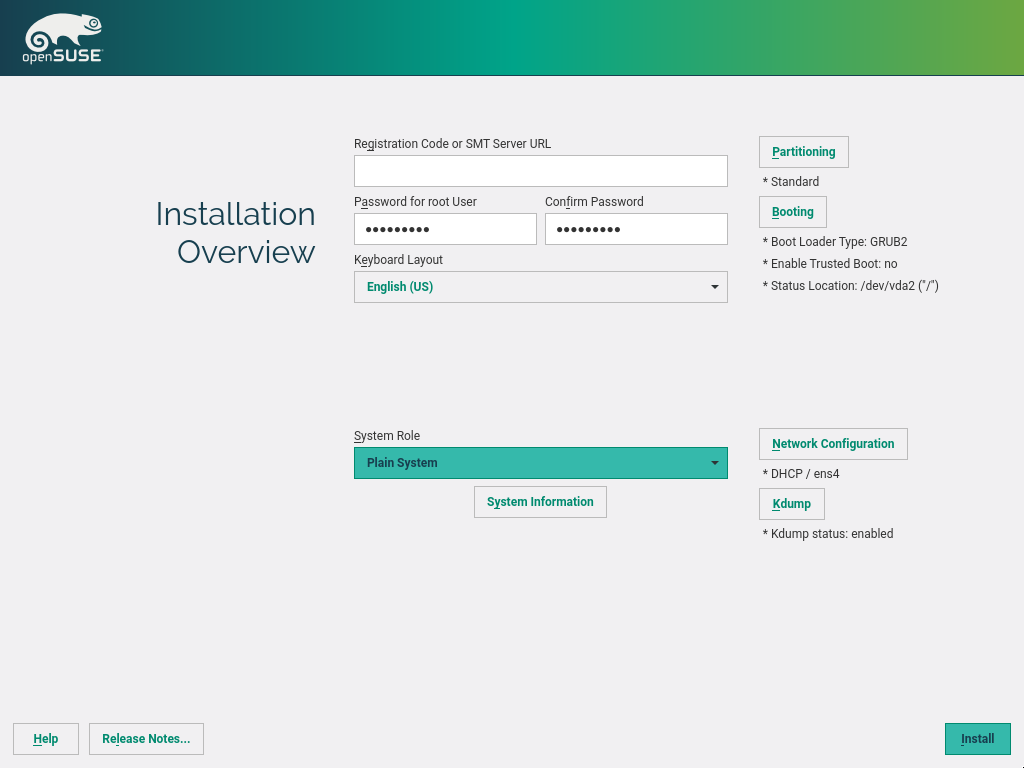 openSUSE
Installation
Overview
Registration Code or SMT Server URL
Password for root User
Confirm Password
●●●●●●●●●
●●●●●●●●●
Keyboard Layout
English (US)
System Role
Plain System
System Information
Partitioning
* Standard
Booting
* Boot Loader Type: GRUB2
* Enable Trusted Boot: no
* Status Location: /dev/vda2 ("/")
Network Configuration
* DHCP / ens4
Kdump
* Kdump status: enabled
Help
Release Notes...
Install